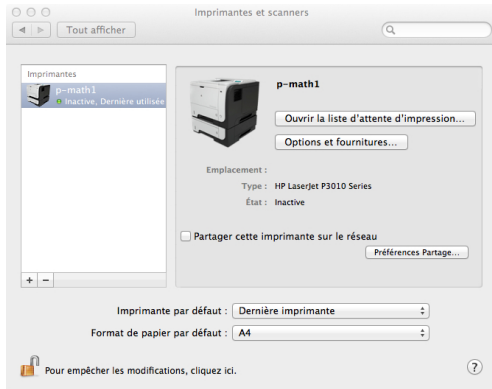 Imprimantes et scanners
Tout afficher
Imprimantes
p-math1
Inactive, Dernière utilisée
p-math1
Ouvrir la liste d'attente d'impression...
Options et fournitures...
Emplacement :
Type : HP LaserJet P3010 Series
État : Inactive
Partager cette imprimante sur le réseau
Préférences Partage...
+ −
Imprimante par défaut : Dernière imprimante
Format de papier par défaut : A4
Pour empêcher les modifications, cliquez ici.
?